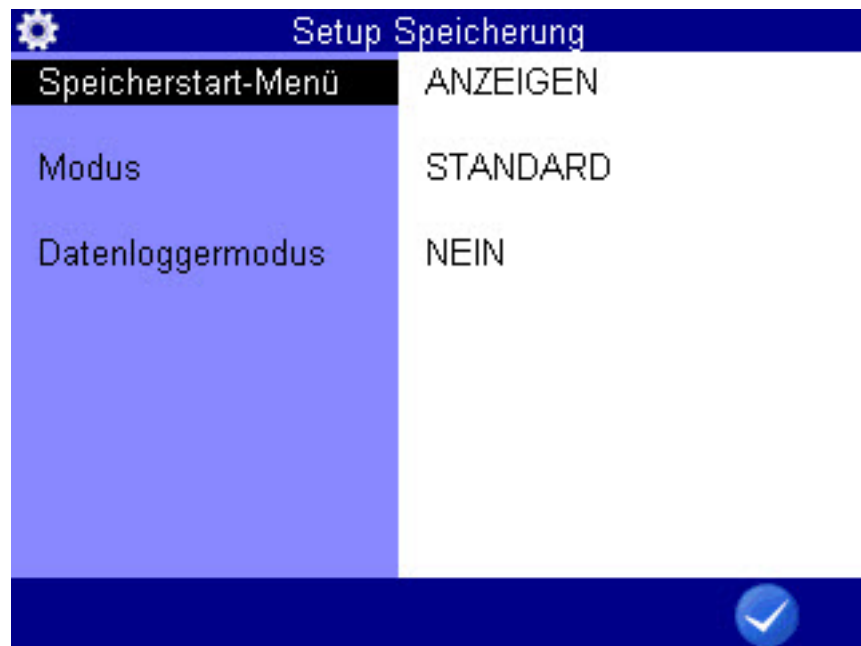 Setup Speicherung
Speicherstart-Menü ANZEIGEN
Modus STANDARD
Datenloggermodus NEIN